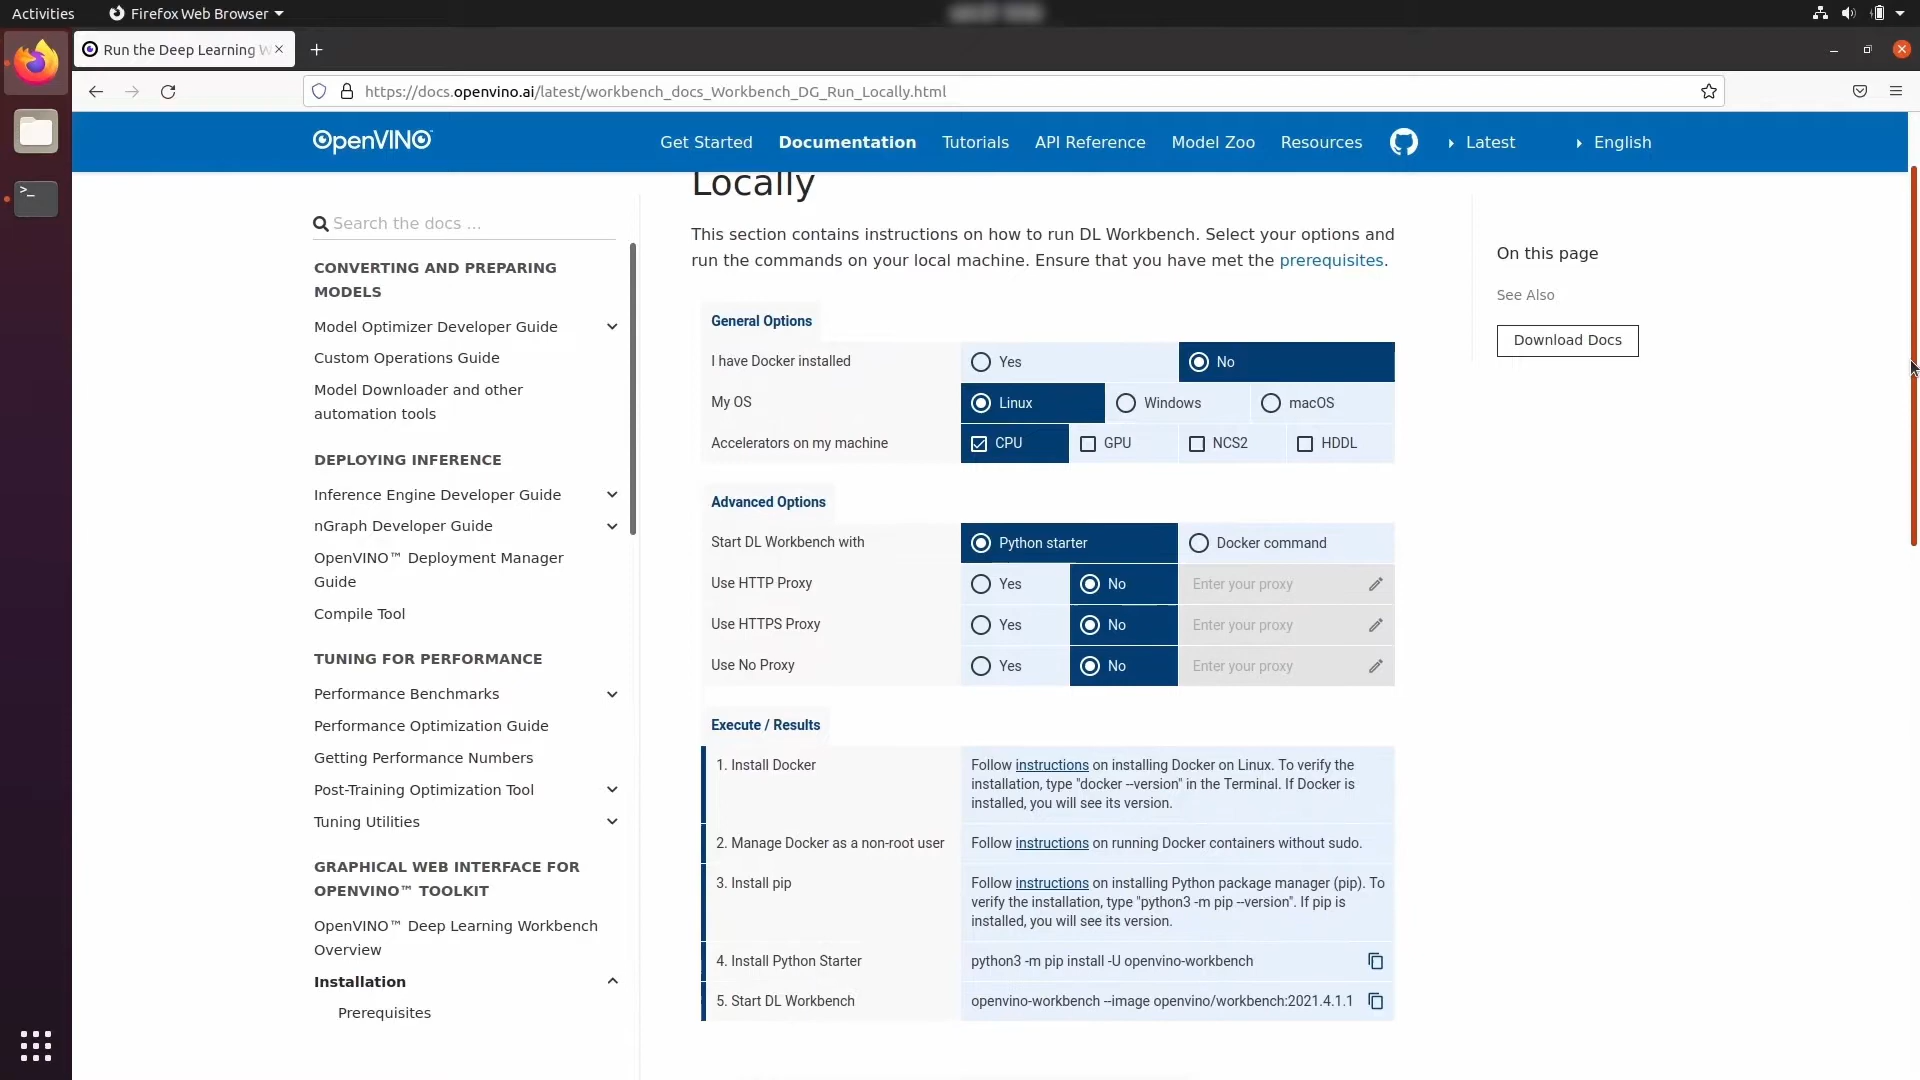 Activities
Firefox Web Browser
Run the Deep Learning W
https://docs.openvino.ai/latest/workbench_docs_Workbench_DG_Run_Locally.html
OpenVINO™
Get Started
Documentation
Tutorials
API Reference
Model Zoo
Resources
Latest
English
Search the docs ...
CONVERTING AND PREPARING
MODELS
Model Optimizer Developer Guide
Custom Operations Guide
Model Downloader and other
automation tools
DEPLOYING INFERENCE
Inference Engine Developer Guide
nGraph Developer Guide
OpenVINO™ Deployment Manager
Guide
Compile Tool
TUNING FOR PERFORMANCE
Performance Benchmarks
Performance Optimization Guide
Getting Performance Numbers
Post-Training Optimization Tool
Tuning Utilities
GRAPHICAL WEB INTERFACE FOR
OPENVINO™ TOOLKIT
OpenVINO™ Deep Learning Workbench
Overview
Installation
Prerequisites
Locally
This section contains instructions on how to run DL Workbench. Select your options and
run the commands on your local machine. Ensure that you have met the prerequisites.
General Options
I have Docker installed
Yes
No
My OS
Linux
Windows
macOS
Accelerators on my machine
CPU
GPU
NCS2
HDDL
Advanced Options
Start DL Workbench with
Python starter
Docker command
Use HTTP Proxy
Yes
No
Enter your proxy
Use HTTPS Proxy
Yes
No
Enter your proxy
Use No Proxy
Yes
No
Enter your proxy
Execute / Results
1. Install Docker
Follow instructions on installing Docker on Linux. To verify the
installation, type "docker --version" in the Terminal. If Docker is
installed, you will see its version.
2. Manage Docker as a non-root user
Follow instructions on running Docker containers without sudo.
3. Install pip
Follow instructions on installing Python package manager (pip). To
verify the installation, type "python3 -m pip --version". If pip is
installed, you will see its version.
4. Install Python Starter
python3 -m pip install -U openvino-workbench
5. Start DL Workbench
openvino-workbench --image openvino/workbench:2021.4.1.1
On this page
See Also
Download Docs